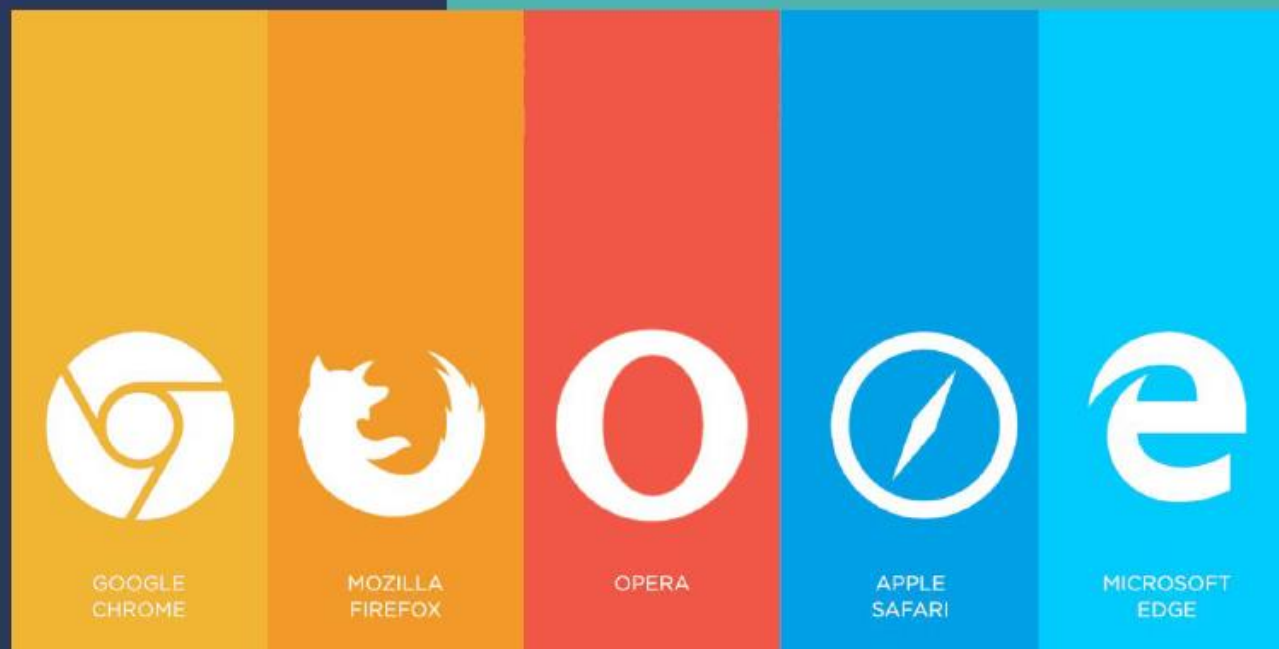 GOOGLE
CHROME
MOZILLA
FIREFOX
OPERA
APPLE
SAFARI
MICROSOFT
EDGE